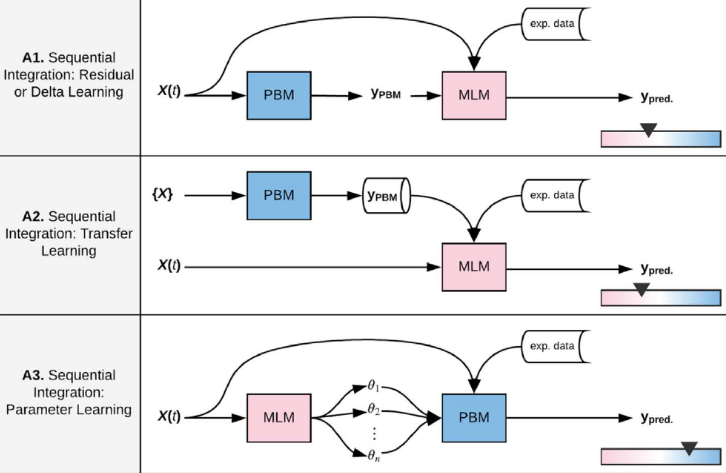 A1. Sequential
Integration: Residual
or Delta Learning
exp. data
X(t)
PBM
yPBM
MLM
ypred.
A2. Sequential
Integration: Transfer
Learning
{X}
PBM
yPBM
exp. data
X(t)
MLM
ypred.
A3. Sequential
Integration:
Parameter Learning
exp. data
X(t)
MLM
θ1
θ2
⋮
θn
PBM
ypred.